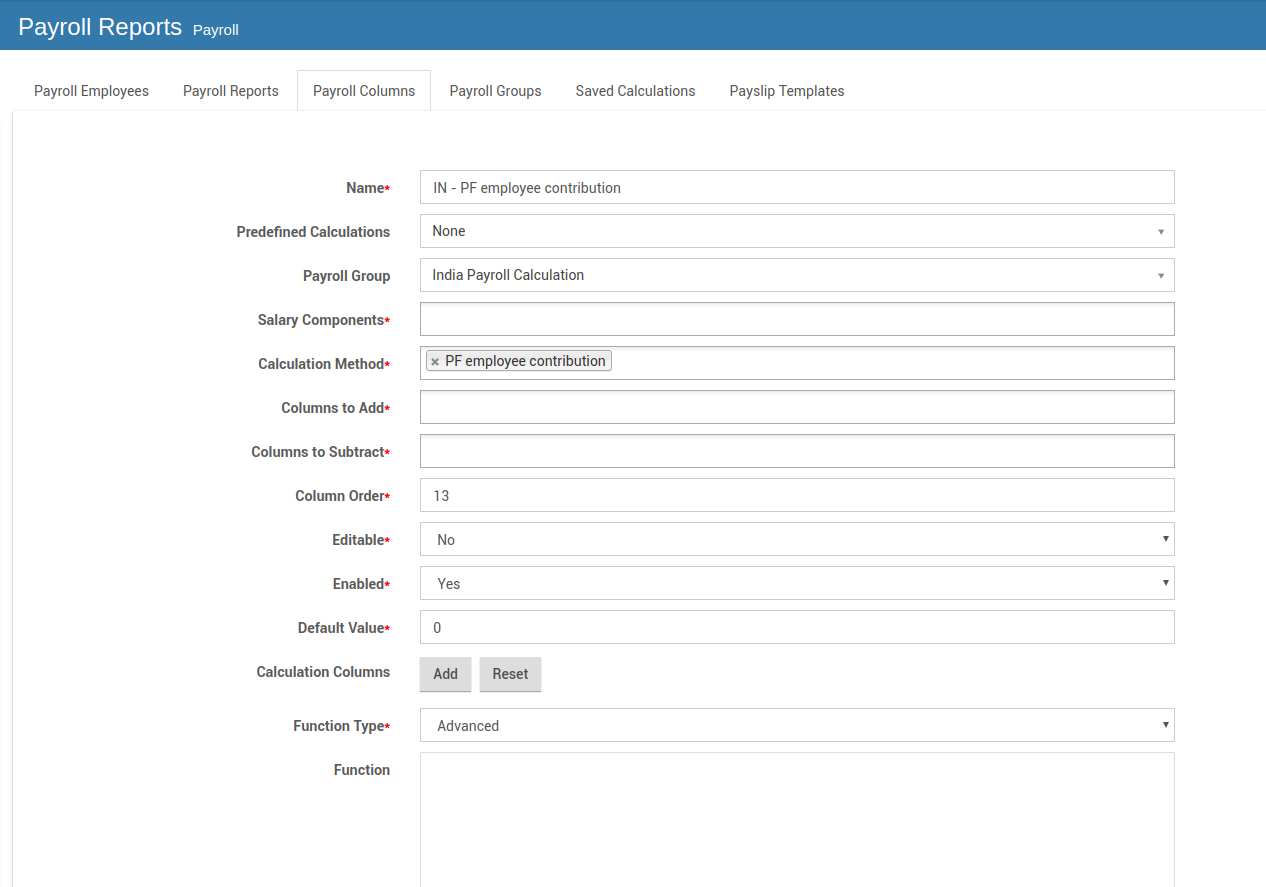 Payroll Reports Payroll
Payroll Employees Payroll Reports Payroll Columns Payroll Groups Saved Calculations Payslip Templates
Name* IN - PF employee contribution
Predefined Calculations None
Payroll Group India Payroll Calculation
Salary Components*
Calculation Method* × PF employee contribution
Columns to Add*
Columns to Subtract*
Column Order* 13
Editable* No
Enabled* Yes
Default Value* 0
Calculation Columns Add Reset
Function Type* Advanced
Function